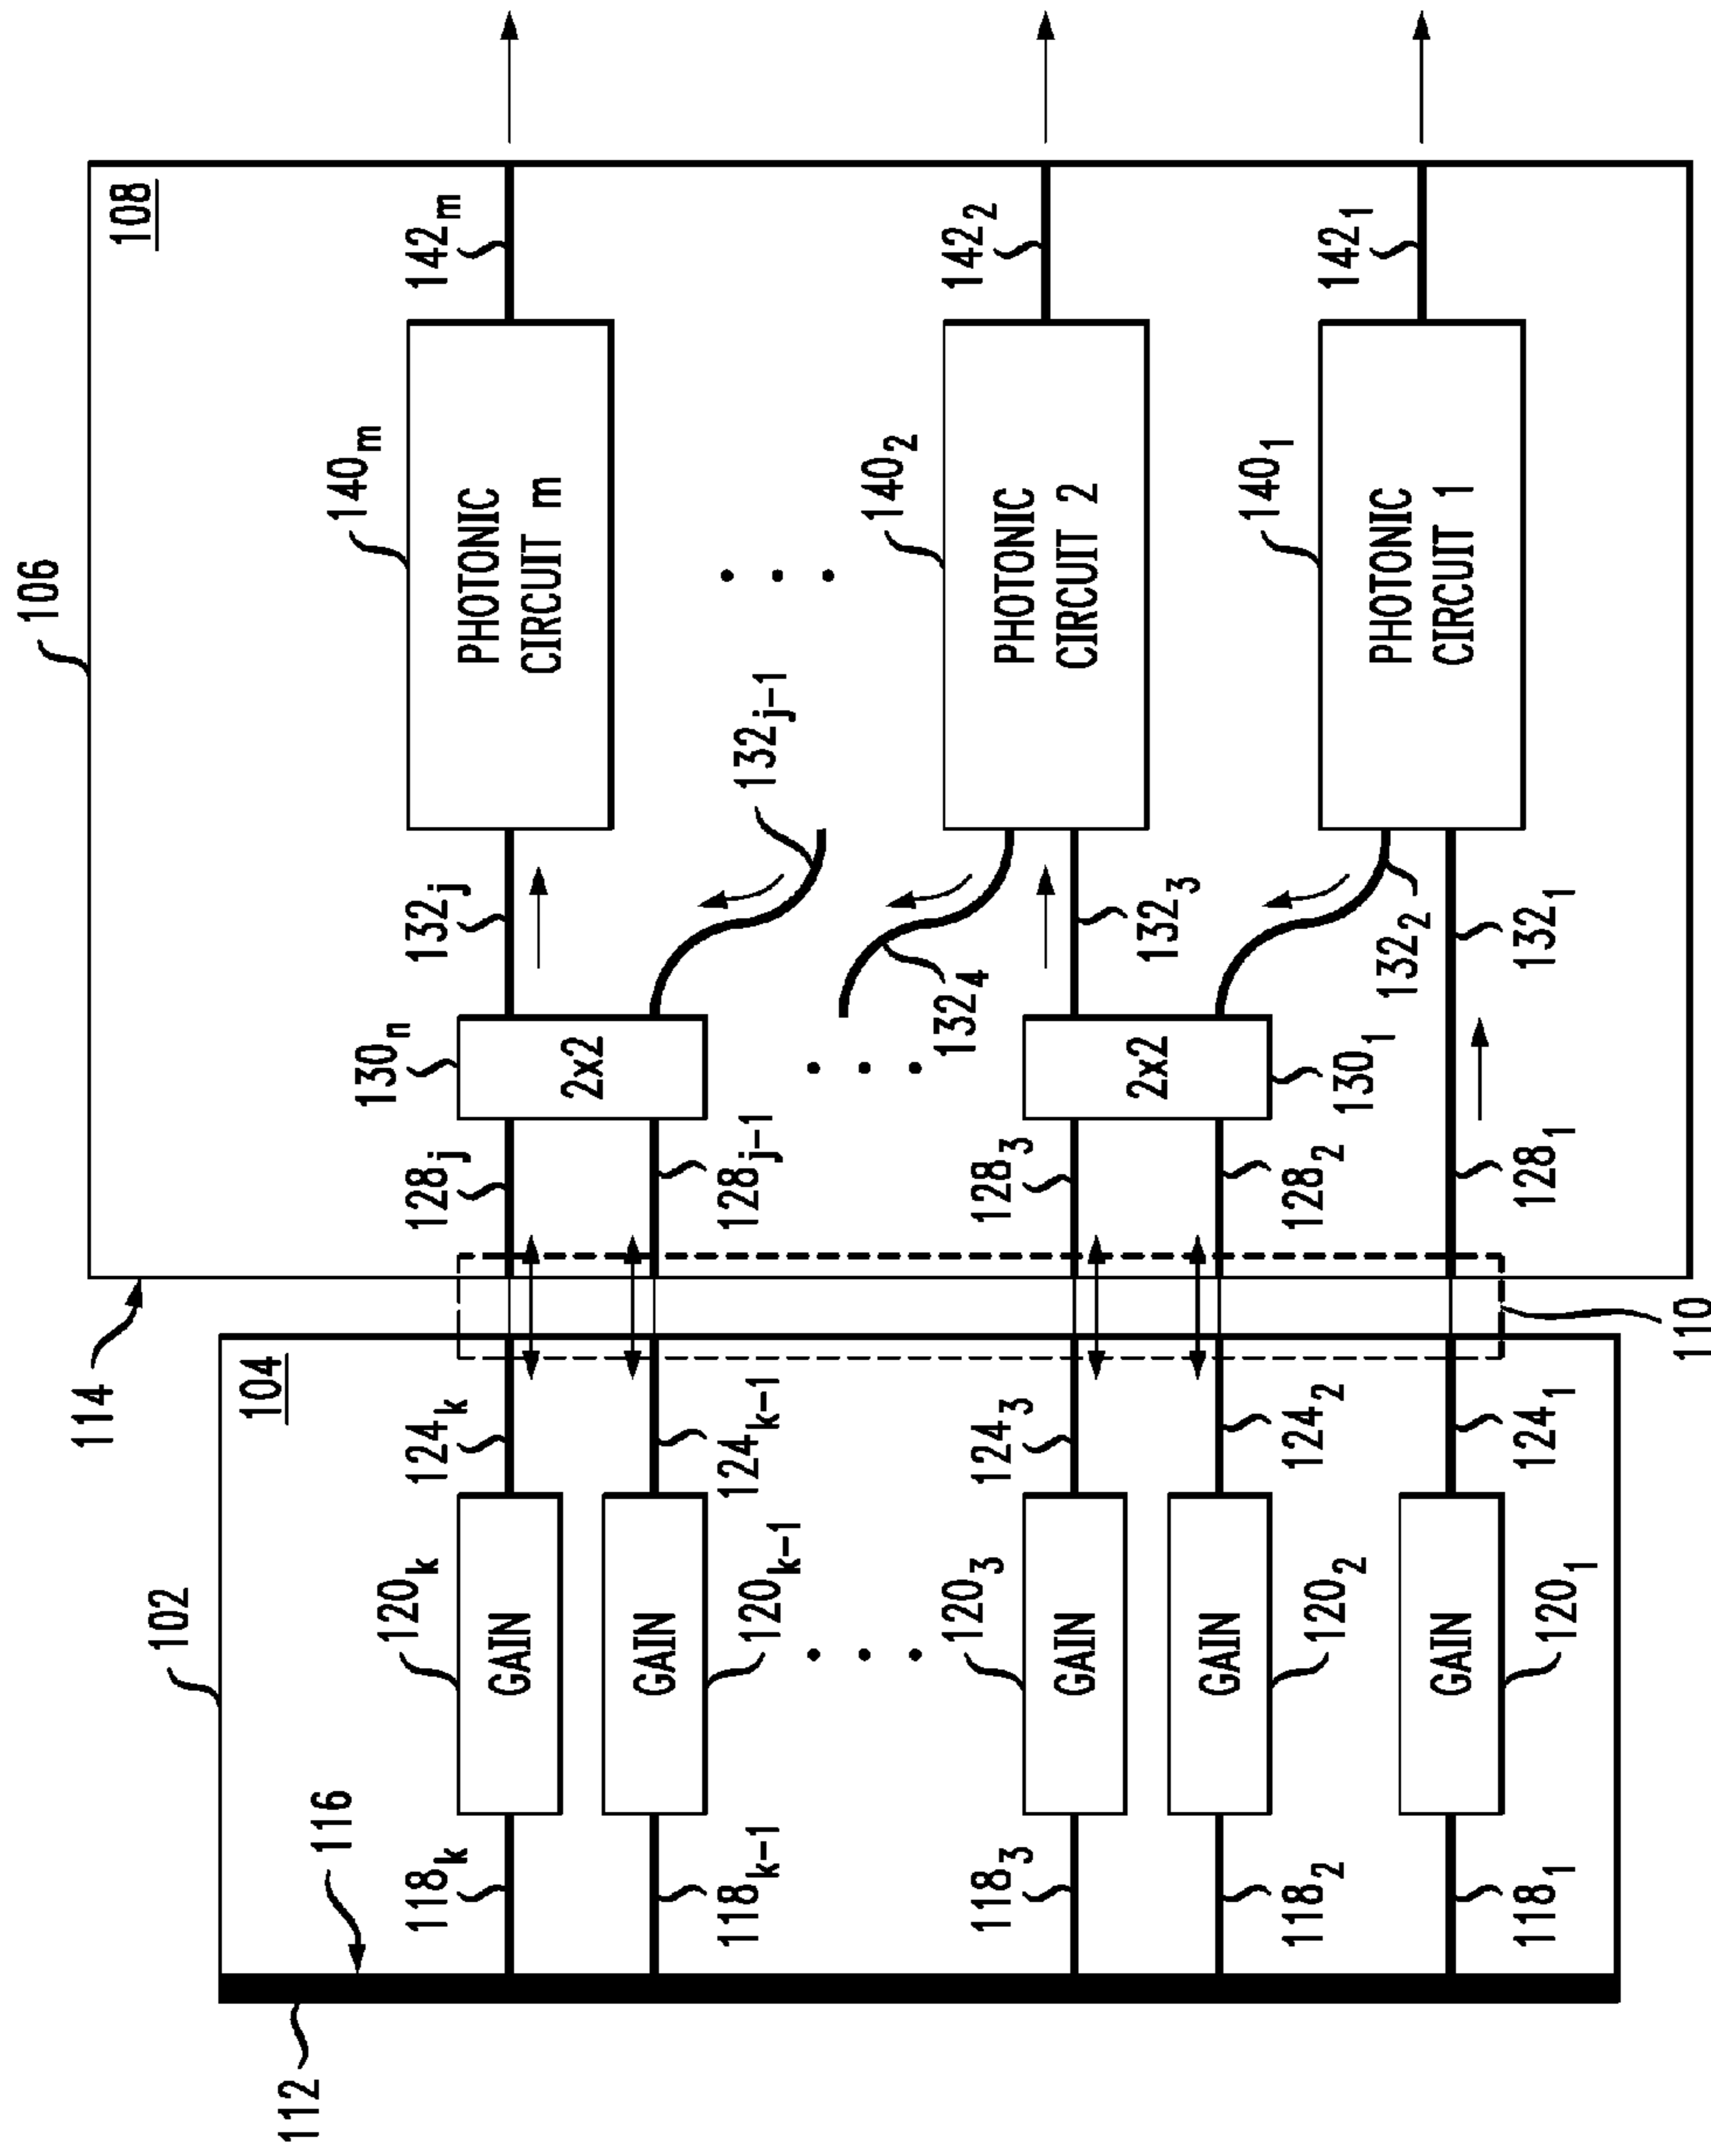 106
114
108
102
104
112
116
140m
130n
120k
118k
124k
128j
132j
142m
PHOTONIC
CIRCUIT m
GAIN
2x2
GAIN
118k-1
120k-1
124k-1
128j-1
132j-1
140₂
118₃
120₃
124₃
128₃
132₄
142₂
PHOTONIC
CIRCUIT 2
GAIN
2x2
132₃
GAIN
140₁
118₂
120₂
124₂
128₂
130₁
142₁
132₂
PHOTONIC
CIRCUIT 1
GAIN
118₁
120₁
124₁
128₁
132₁
110